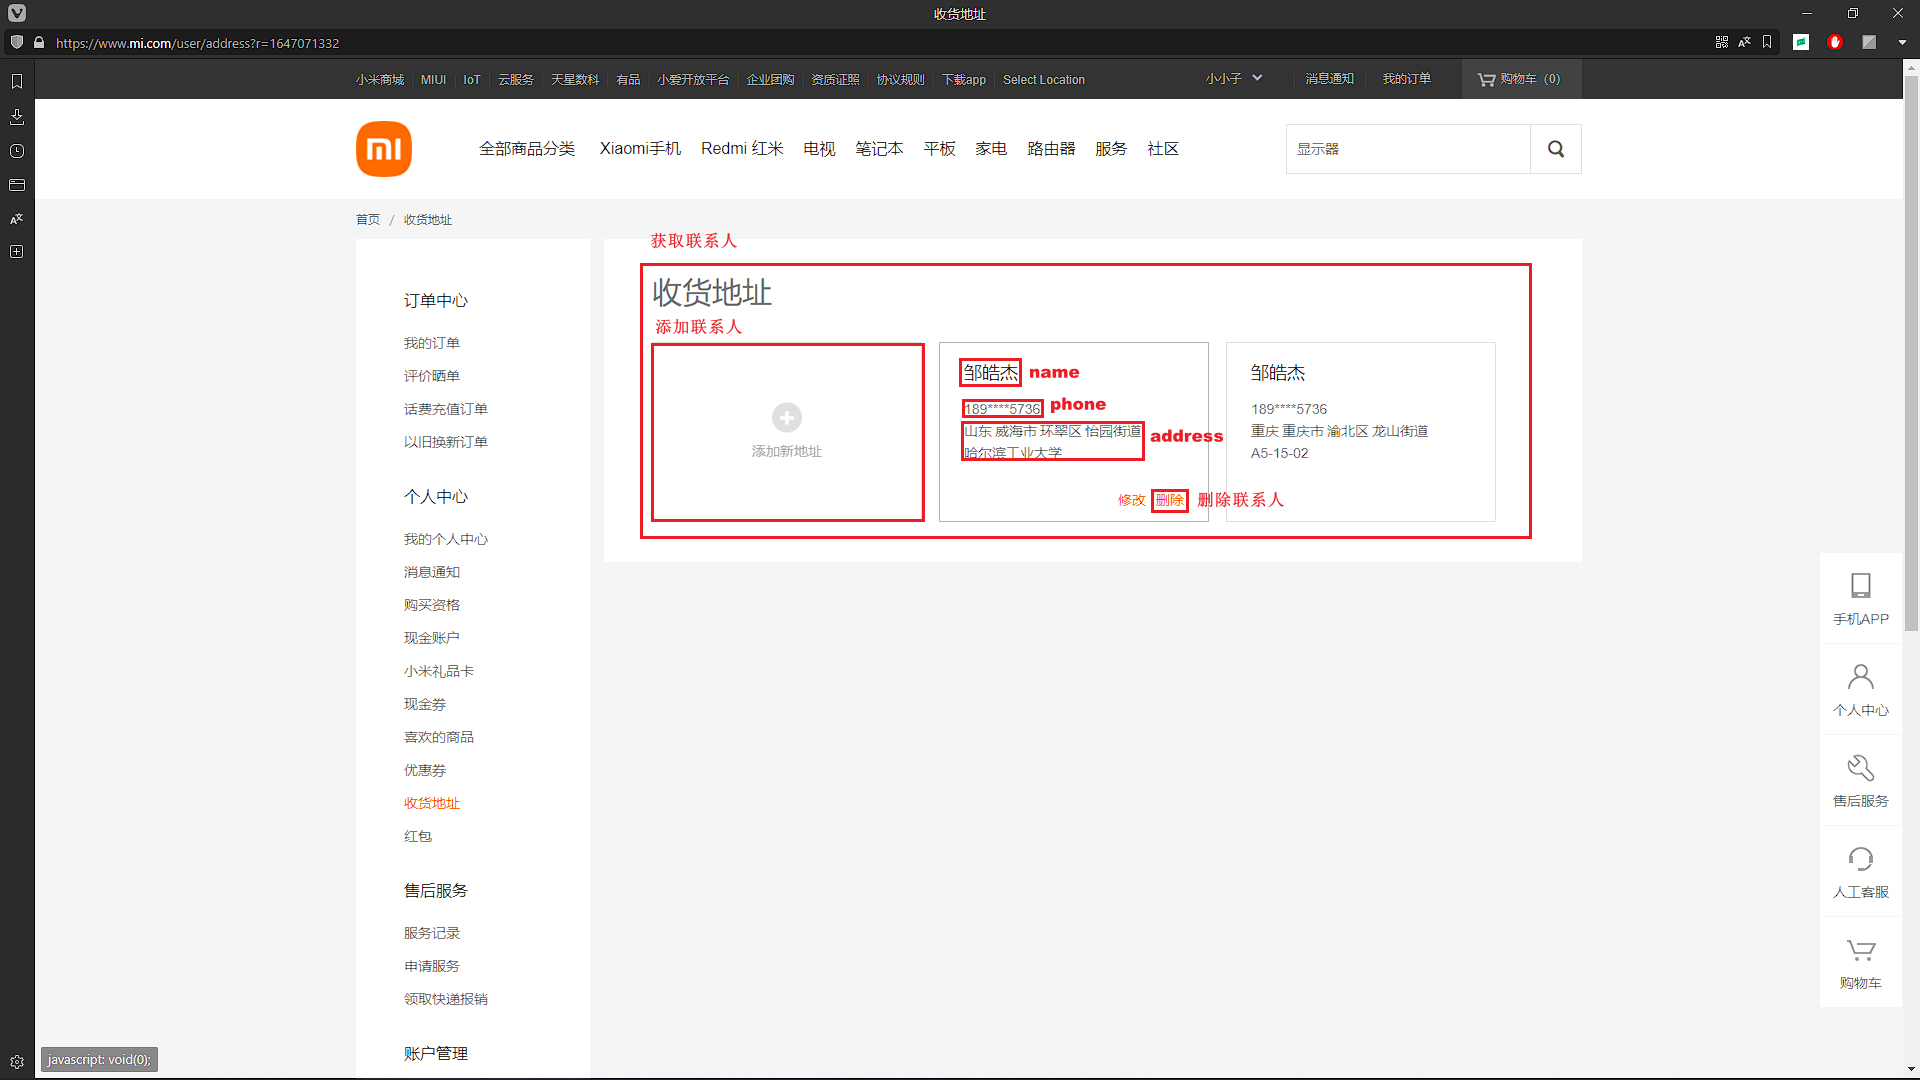 收货地址
https://www.mi.com/user/address?r=1647071332
小米商城 MIUI IoT 云服务 天星数科 有品 小爱开放平台 企业团购 资质证照 协议规则 下载app Select Location 小小子 消息通知 我的订单 购物车 (0)
mi 全部商品分类 Xiaomi手机 Redmi 红米 电视 笔记本 平板 家电 路由器 服务 社区 显示器
首页 / 收货地址
订单中心
我的订单
评价晒单
话费充值订单
以旧换新订单
个人中心
我的个人中心
消息通知
购买资格
现金账户
小米礼品卡
现金券
喜欢的商品
优惠券
收货地址
红包
售后服务
服务记录
申请服务
领取快递报销
账户管理
获取联系人
收货地址
添加联系人
添加新地址
邹皓杰 name
189****5736 phone
山东 威海市 环翠区 怡园街道
哈尔滨工业大学
address
修改 删除 删除联系人
邹皓杰
189****5736
重庆 重庆市 渝北区 龙山街道
A5-15-02
手机APP
个人中心
售后服务
人工客服
购物车
javascript: void(0);